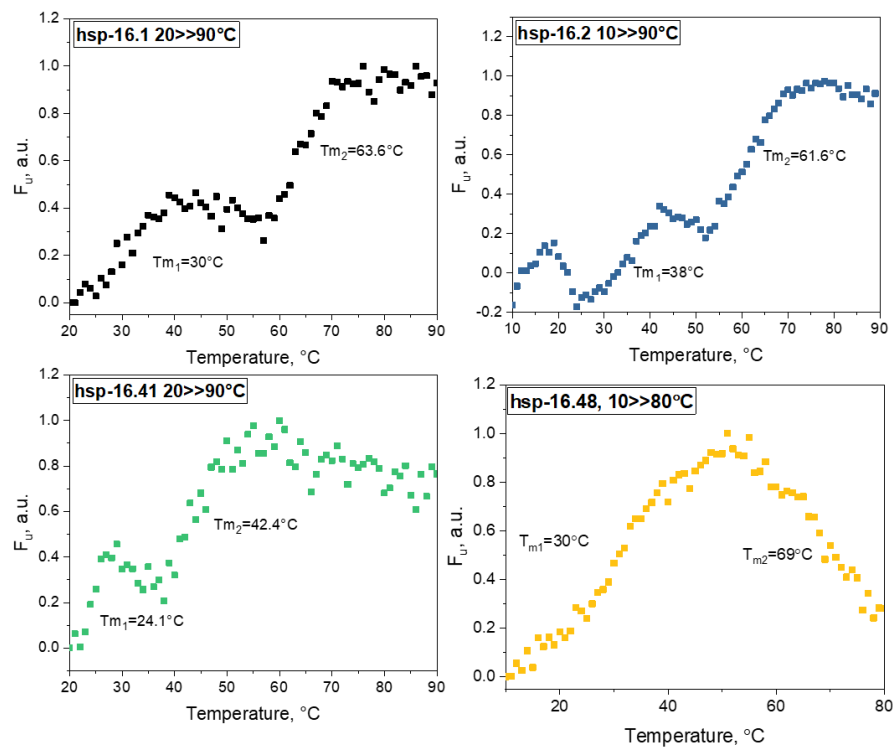 hsp-16.1 20>>90°C
1.2
1.0
0.8
0.6
0.4
0.2
0.0
Fu, a.u.
Tm2=63.6°C
Tm1=30°C
20 30 40 50 60 70 80 90
Temperature, °C
hsp-16.2 10>>90°C
1.2
1.0
0.8
0.6
0.4
0.2
0.0
-0.2
Fu, a.u.
Tm2=61.6°C
Tm1=38°C
10 20 30 40 50 60 70 80 90
Temperature, °C
hsp-16.41 20>>90°C
1.2
1.0
0.8
0.6
0.4
0.2
0.0
Fu, a.u.
Tm2=42.4°C
Tm1=24.1°C
20 30 40 50 60 70 80 90
Temperature, °C
hsp-16.48, 10>>80°C
1.2
1.0
0.8
0.6
0.4
0.2
0.0
Fu, a.u.
Tm1=30°C
Tm2=69°C
20 40 60 80
Temperature, °C